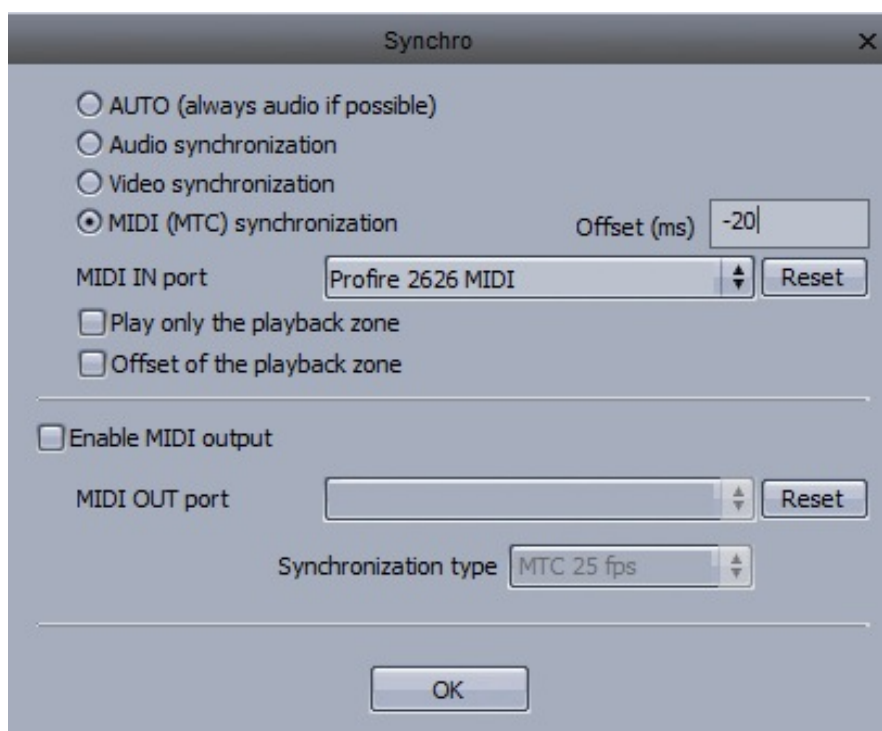 Synchro
AUTO (always audio if possible)
Audio synchronization
Video synchronization
MIDI (MTC) synchronization Offset (ms) -20
MIDI IN port Profire 2626 MIDI Reset
Play only the playback zone
Offset of the playback zone
Enable MIDI output
MIDI OUT port Reset
Synchronization type MTC 25 fps
OK